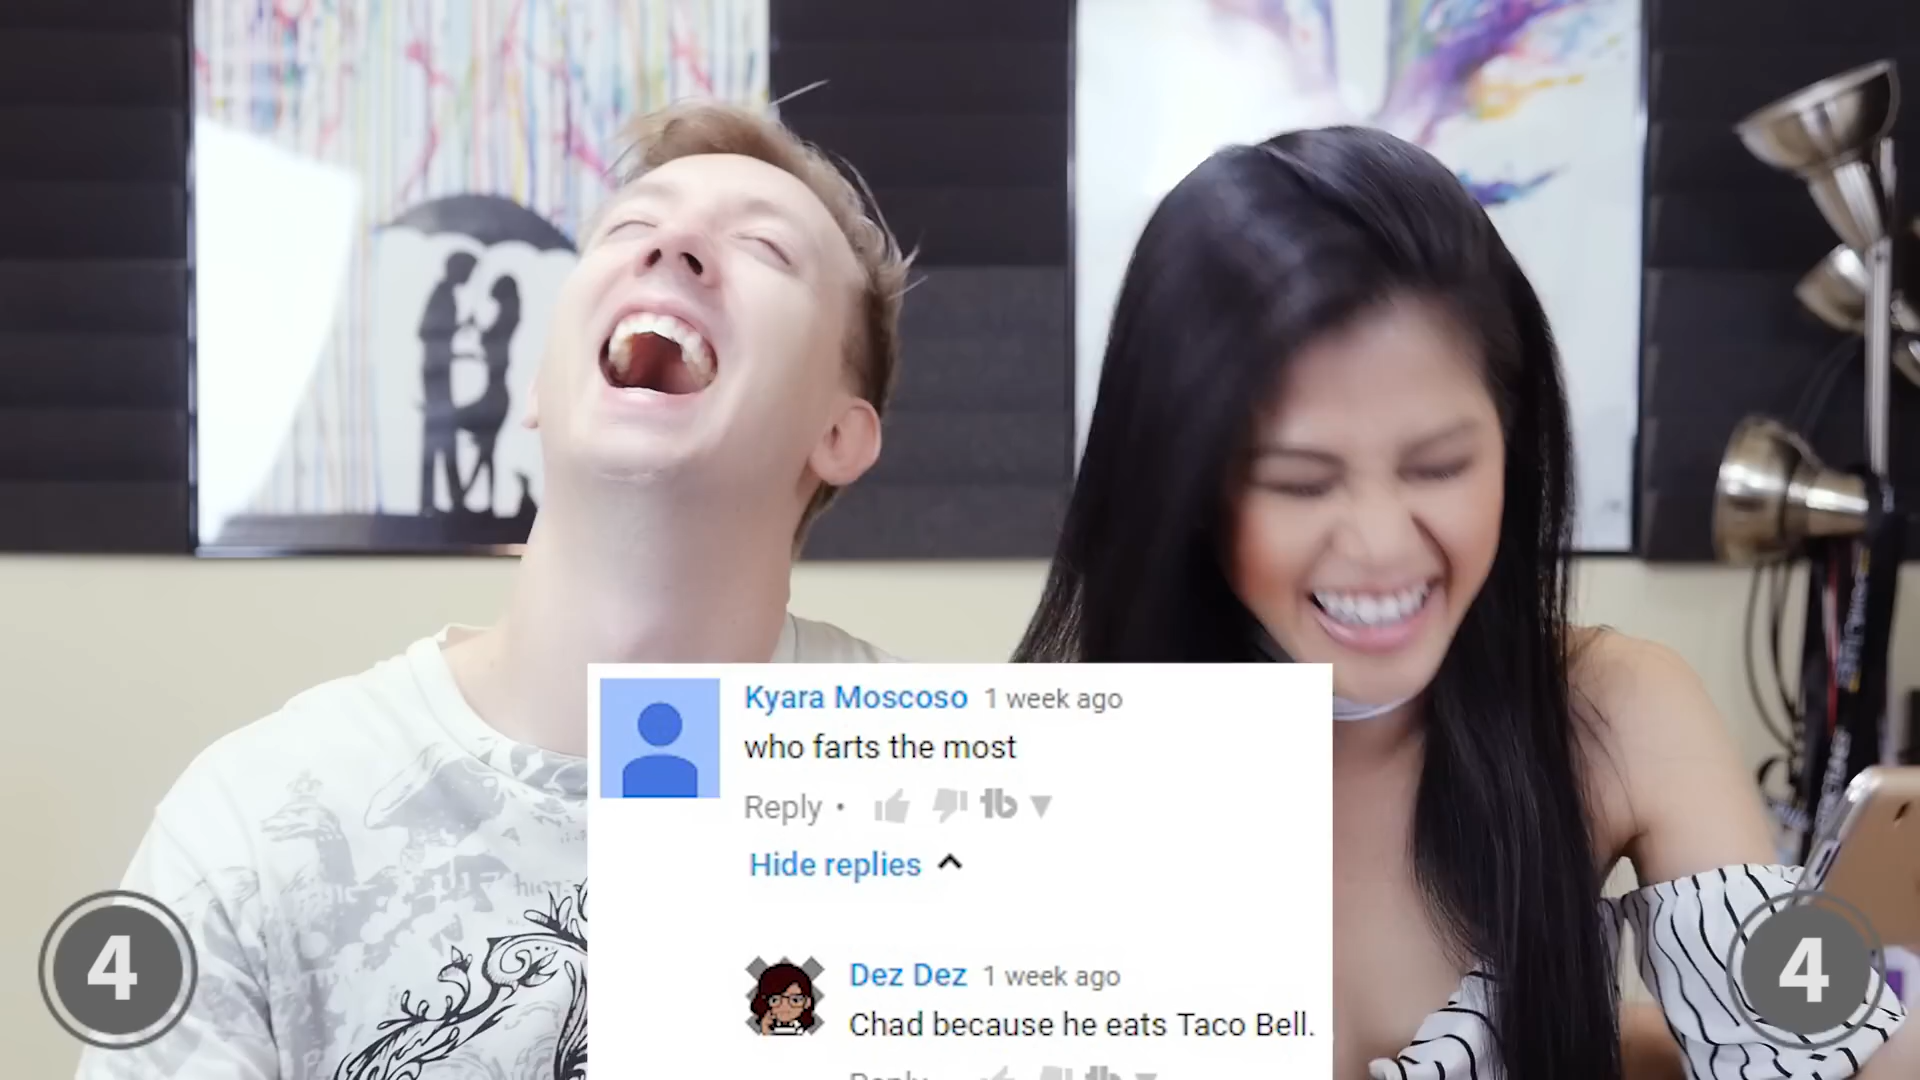 Kyara Moscoso 1 week ago
who farts the most
Reply •
Hide replies
Dez Dez 1 week ago
Chad because he eats Taco Bell.
Reply
4
4